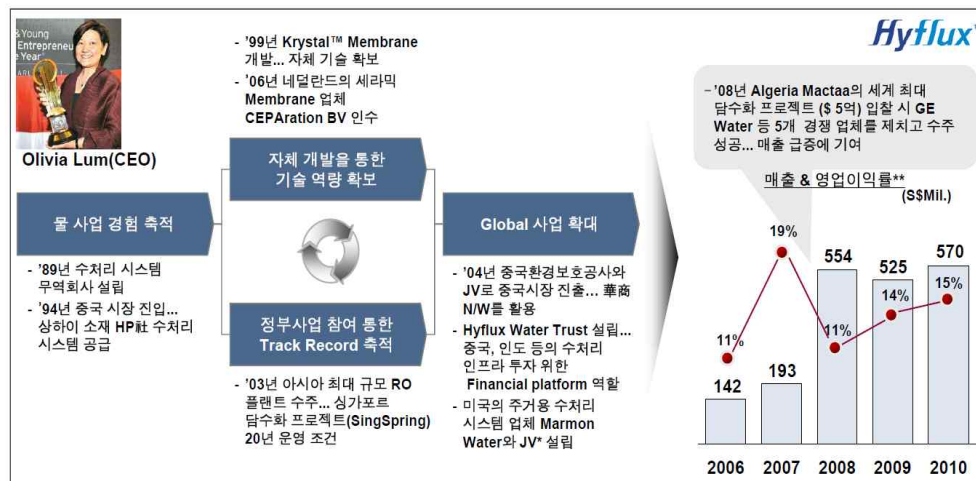 & Young
Entrepreneu
he Year
Olivia Lum(CEO)
물 사업 경험 축적
- '89년 수처리 시스템
무역회사 설립
- '94년 중국 시장 진입...
상하이 소재 HP社 수처리
시스템 공급
- '99년 Krystal™ Membrane
개발... 자체 기술 확보
- '06년 네덜란드의 세라믹
Membrane 업체
CEPAration BV 인수
자체 개발을 통한
기술 역량 확보
정부사업 참여 통한
Track Record 축적
- '03년 아시아 최대 규모 RO
플랜트 수주... 싱가포르
담수화 프로젝트(SingSpring)
20년 운영 조건
Global 사업 확대
- '04년 중국환경보호공사와
JV로 중국시장 진출... 華商
N/W를 활용
- Hyflux Water Trust 설립...
중국, 인도 등의 수처리
인프라 투자 위한
Financial platform 역할
- 미국의 주거용 수처리
시스템 업체 Marmon
Water와 JV* 설립
Hyflux
- '08년 Algeria Mactaa의 세계 최대
담수화 프로젝트 ($ 5억) 입찰 시 GE
Water 등 5개 경쟁 업체를 제치고 수주
성공... 매출 급증에 기여
매출 & 영업이익률**
(S$Mil.)
11% 19% 11% 14% 15%
142 193 554 525 570
2006 2007 2008 2009 2010